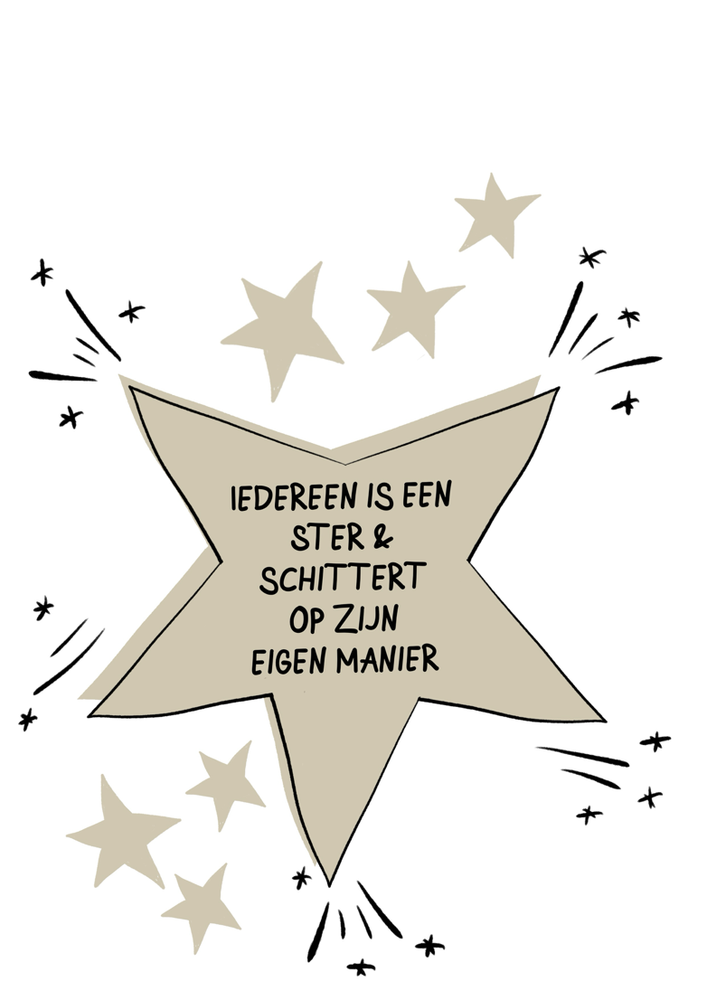 IEDEREEN IS EEN
STER &
SCHITTERT
OP ZIJN
EIGEN MANIER